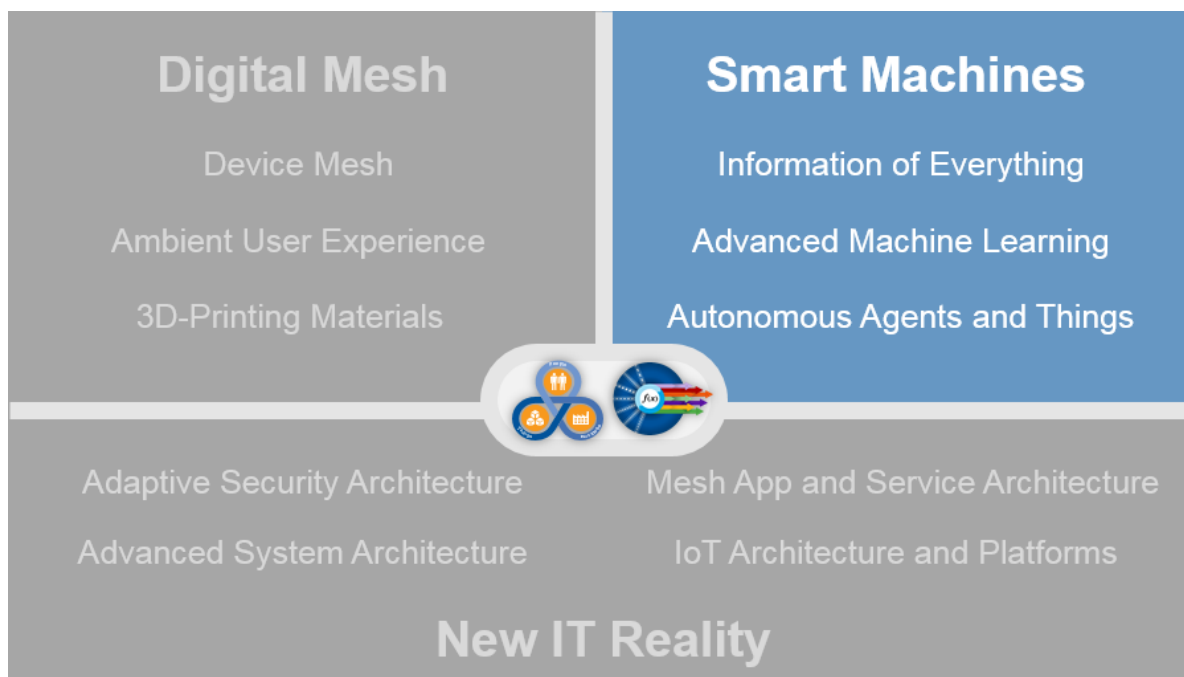 Digital Mesh
Device Mesh
Ambient User Experience
3D-Printing Materials
Smart Machines
Information of Everything
Advanced Machine Learning
Autonomous Agents and Things
f(x)
Adaptive Security Architecture
Advanced System Architecture
Mesh App and Service Architecture
IoT Architecture and Platforms
New IT Reality